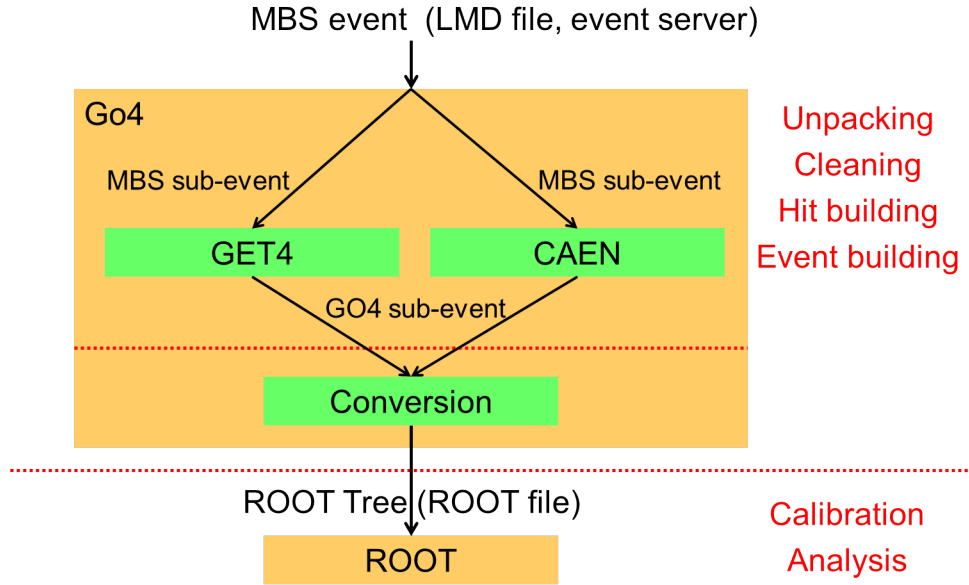 MBS event (LMD file, event server)
Go4
Unpacking
Cleaning
Hit building
Event building
MBS sub-event
MBS sub-event
GET4
CAEN
GO4 sub-event
Conversion
ROOT Tree (ROOT file)
Calibration
Analysis
ROOT